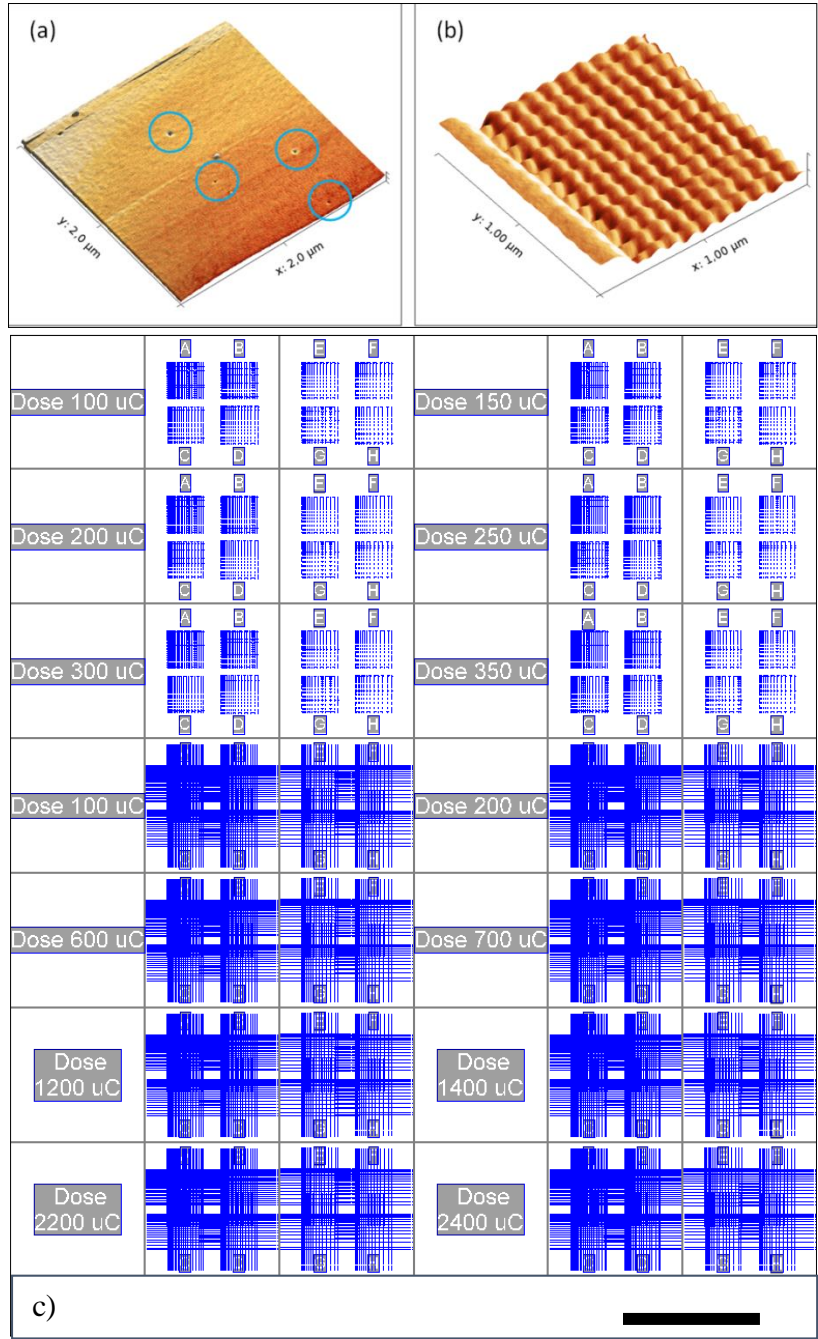 (a)
(b)
y: 2,0 µm
x: 2,0 µm
y: 1,00 µm
x: 1,00 µm
A B E F A B E F
Dose 100 uC Dose 150 uC
C D G H C D G H
A B E F A B E F
Dose 200 uC Dose 250 uC
C D G H C D G H
A B E F A B E F
Dose 300 uC Dose 350 uC
C D G H C D G H
Dose 100 uC Dose 200 uC
Dose 600 uC Dose 700 uC
Dose
1200 uC
Dose
1400 uC
Dose
2200 uC
Dose
2400 uC
c)